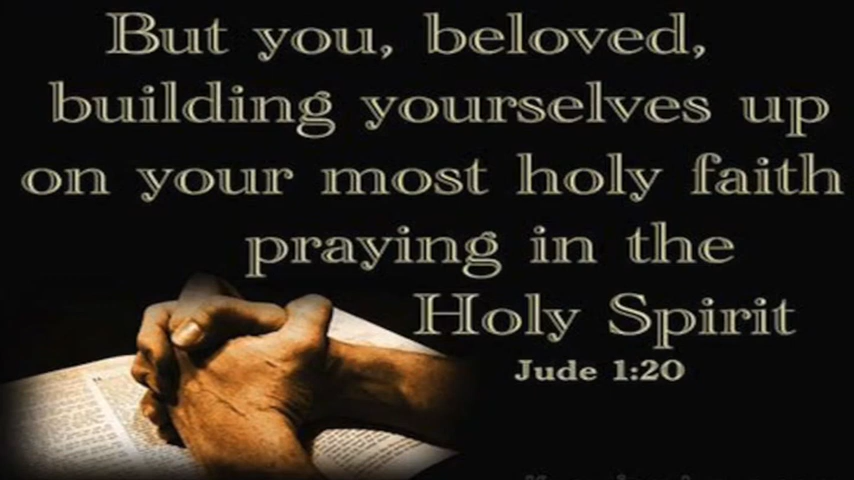 But you, beloved,
building yourselves up
on your most holy faith
praying in the
Holy Spirit
Jude 1:20